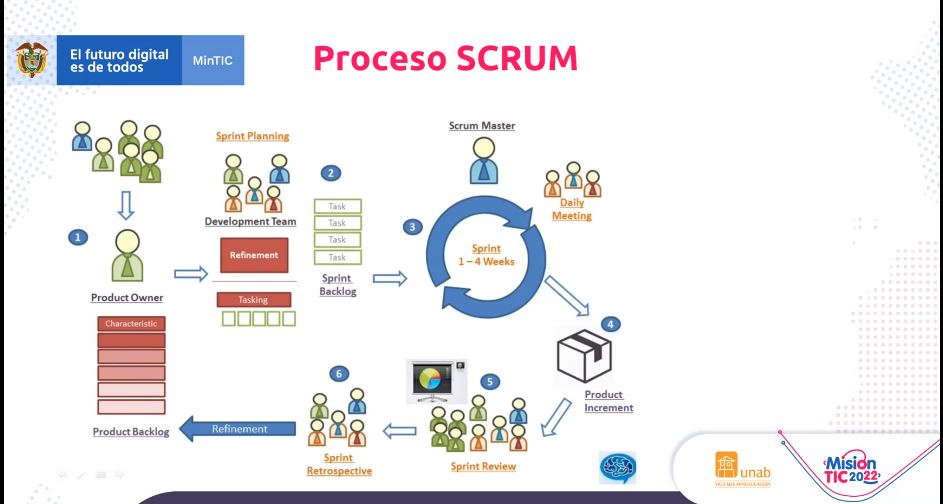 El futuro digital
es de todos
MinTIC
Proceso SCRUM
Scrum Master
Sprint Planning
2
Task
Task
Task
Task
Development Team
Daily
Meeting
1
3
Refinement
Sprint
1 – 4 Weeks
Sprint
Backlog
Product Owner
Tasking
Characteristic
4
6
5
Product
Increment
Product Backlog
Refinement
Sprint
Retrospective
Sprint Review
unab
VIGILADA MINEDUCACIÓN
Misión
TIC 2022